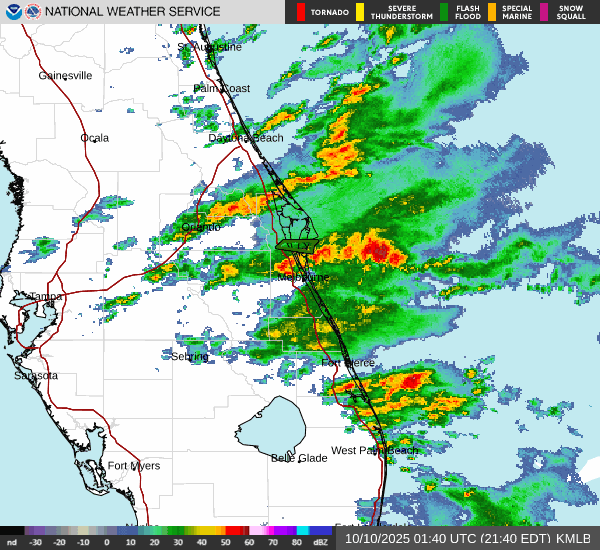 NATIONAL WEATHER SERVICE
TORNADO
SEVERE
THUNDERSTORM
FLASH
FLOOD
SPECIAL
MARINE
SNOW
SQUALL
St. Augustine
Gainesville
Palm Coast
Ocala
Daytona Beach
Orlando
Melbourne
Tampa
Sebring
Fort Pierce
Sarasota
West Palm Beach
Belle Glade
Fort Myers
nd -30 -20 -10 0 10 20 30 40 50 60 70 80 dBZ
10/10/2025 01:40 UTC (21:40 EDT) KMLB